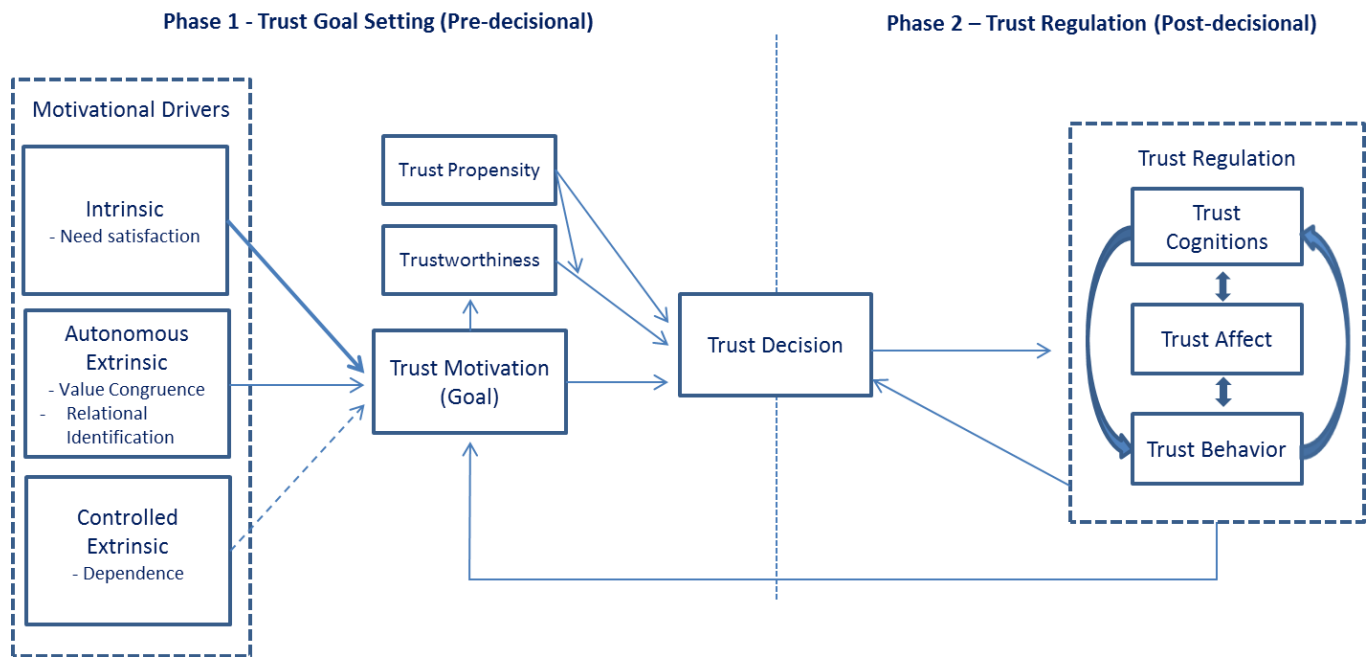 Phase 1 - Trust Goal Setting (Pre-decisional)
Phase 2 – Trust Regulation (Post-decisional)
Motivational Drivers
Intrinsic
- Need satisfaction
Autonomous
Extrinsic
- Value Congruence
- Relational
Identification
Controlled
Extrinsic
- Dependence
Trust Propensity
Trustworthiness
Trust Motivation
(Goal)
Trust Decision
Trust Regulation
Trust
Cognitions
Trust Affect
Trust Behavior